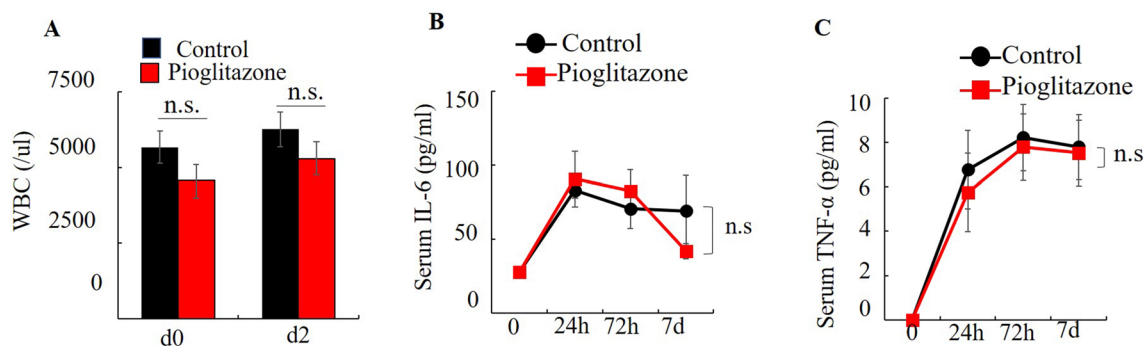 A
Control
Pioglitazone
7500
5000
2500
0
WBC (/ul)
n.s.
n.s.
d0
d2
B
Control
Pioglitazone
150
100
50
0
Serum IL-6 (pg/ml)
n.s
0
24h
72h
7d
C
Control
Pioglitazone
10
8
6
4
2
0
Serum TNF-α (pg/ml)
n.s
0
24h
72h
7d